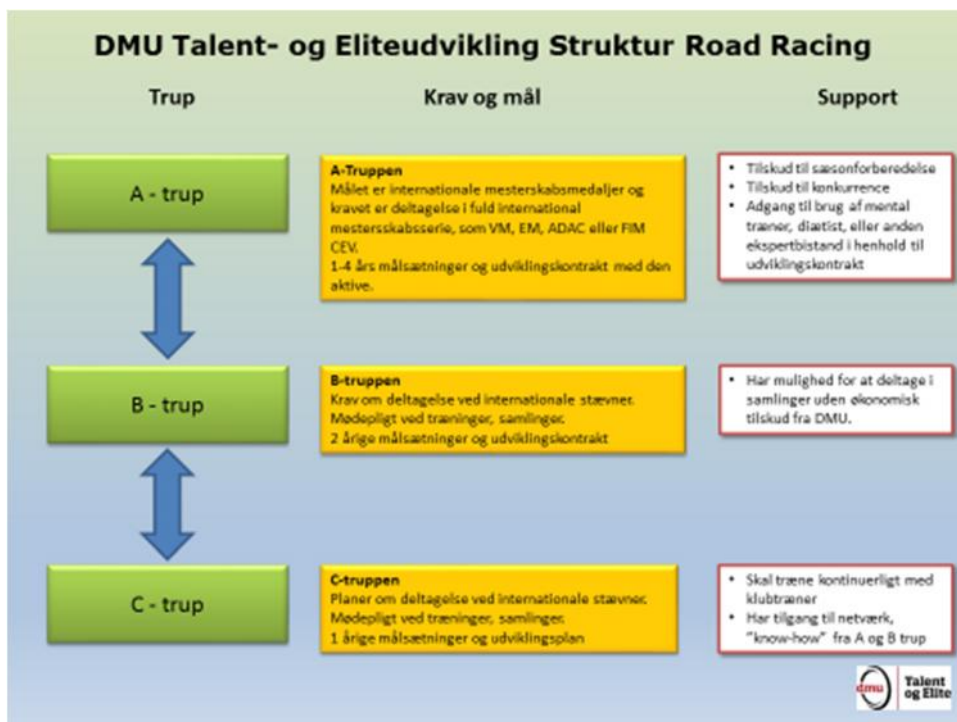 DMU Talent- og Eliteudvikling Struktur Road Racing
Trup
Krav og mål
Support
A - trup
A-Truppen
Målet er internationale mesterskabsmedaljer og
kravet er deltagelse i fuld international
mestersskabsserie, som VM, EM, ADAC eller FIM
CEV.
1-4 års målsætninger og udviklingskontrakt med den
aktive.
• Tilskud til sæsonforberedelse
• Tilskud til konkurrence
• Adgang til brug af mental
træner, diætist, eller anden
ekspertbistand i henhold til
udviklingskontrakt
B - trup
B-truppen
Krav om deltagelse ved internationale stævner.
Mødepligt ved træninger, samlinger.
2 årige målsætninger og udviklingskontrakt
• Har mulighed for at deltage i
samlinger uden økonomisk
tilskud fra DMU.
C - trup
C-truppen
Planer om deltagelse ved internationale stævner.
Mødepligt ved træninger, samlinger.
1 årige målsætninger og udviklingsplan
• Skal træne kontinuerligt med
klubtræner
• Har tilgang til netværk,
"know-how" fra A og B trup
dmu
Talent
og Elite